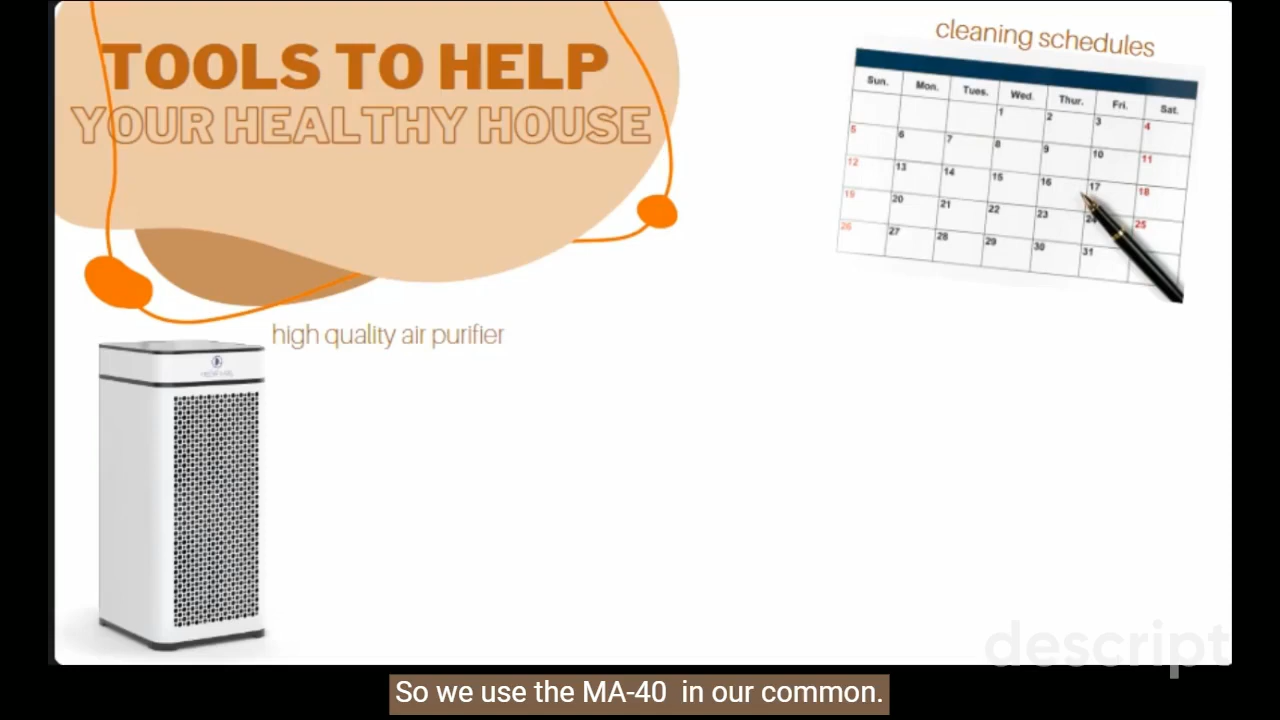 TOOLS TO HELP
YOUR HEALTHY HOUSE
cleaning schedules
Sun. Mon. Tues. Wed. Thur. Fri. Sat.
1 2 3 4
5 6 7 8 9 10 11
12 13 14 15 16 17 18
19 20 21 22 23 24 25
26 27 28 29 30 31
high quality air purifier
descript
So we use the MA-40 in our common.